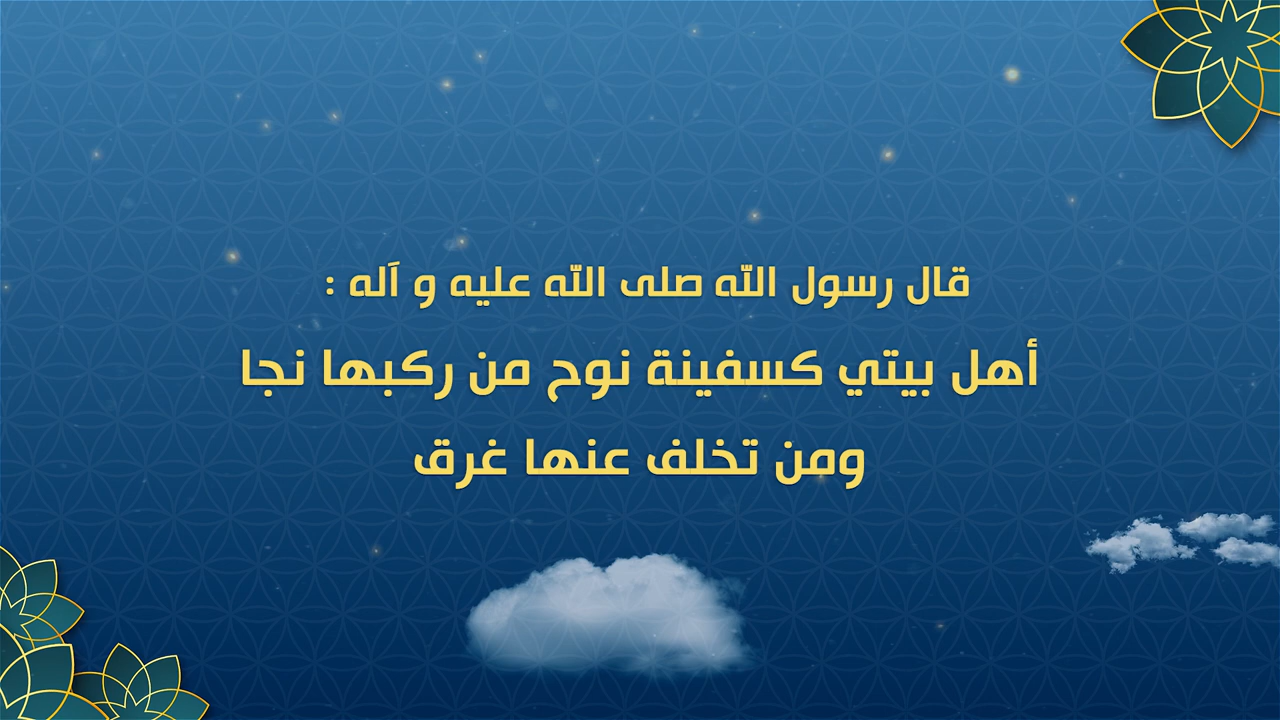 قال رسول الله صلى الله عليه و آله :
أهل بيتي كسفينة نوح من ركبها نجا
ومن تخلف عنها غرق